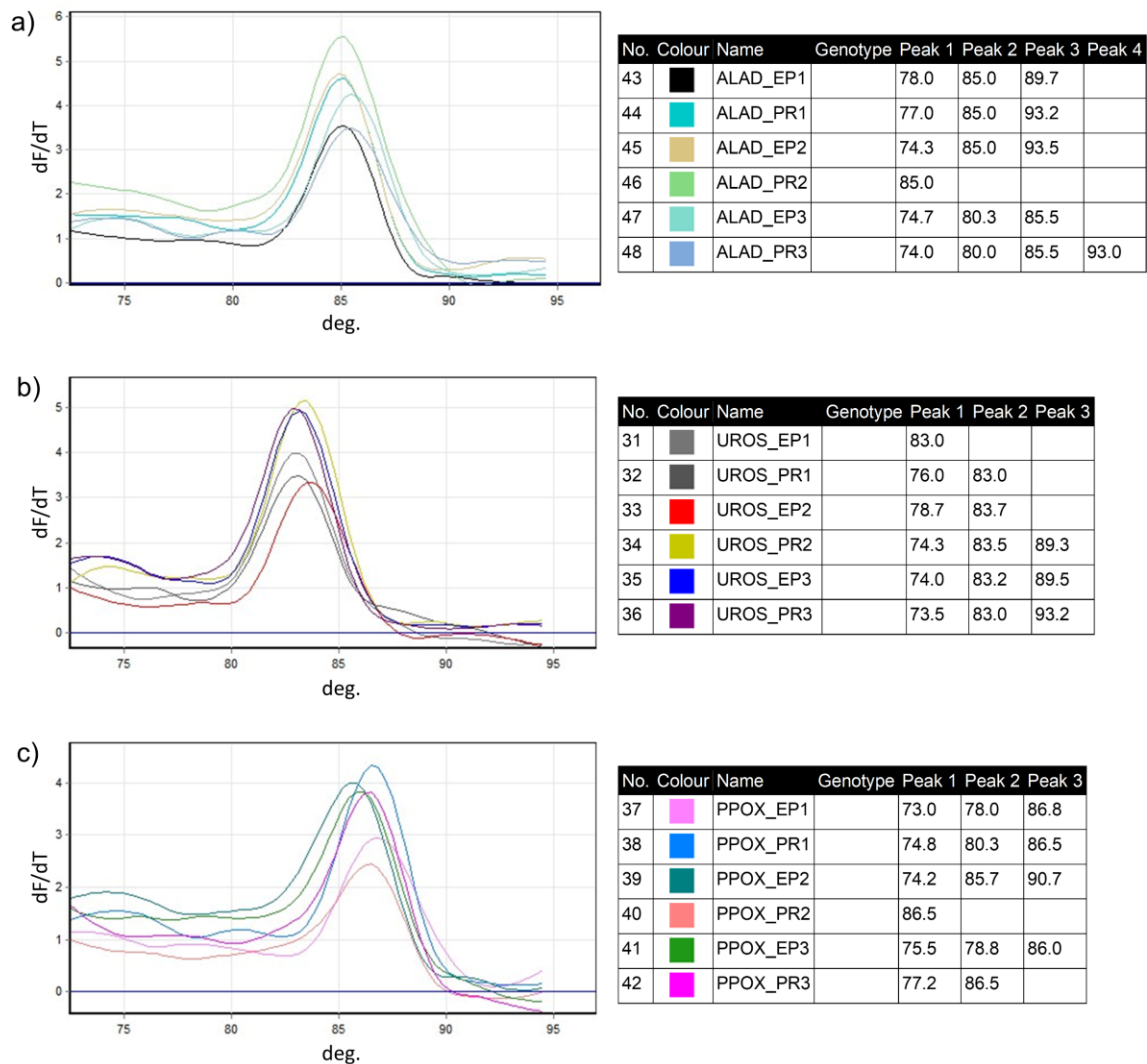 a)
6
5
4
3
2
1
0
dF/dT
75 80 85 90 95
deg.
No. Colour Name Genotype Peak 1 Peak 2 Peak 3 Peak 4
43 ALAD_EP1 78.0 85.0 89.7
44 ALAD_PR1 77.0 85.0 93.2
45 ALAD_EP2 74.3 85.0 93.5
46 ALAD_PR2 85.0
47 ALAD_EP3 74.7 80.3 85.5
48 ALAD_PR3 74.0 80.0 85.5 93.0
b)
5
4
3
2
1
0
dF/dT
75 80 85 90 95
deg.
No. Colour Name Genotype Peak 1 Peak 2 Peak 3
31 UROS_EP1 83.0
32 UROS_PR1 76.0 83.0
33 UROS_EP2 78.7 83.7
34 UROS_PR2 74.3 83.5 89.3
35 UROS_EP3 74.0 83.2 89.5
36 UROS_PR3 73.5 83.0 93.2
c)
4
3
2
1
0
dF/dT
75 80 85 90 95
deg.
No. Colour Name Genotype Peak 1 Peak 2 Peak 3
37 PPOX_EP1 73.0 78.0 86.8
38 PPOX_PR1 74.8 80.3 86.5
39 PPOX_EP2 74.2 85.7 90.7
40 PPOX_PR2 86.5
41 PPOX_EP3 75.5 78.8 86.0
42 PPOX_PR3 77.2 86.5